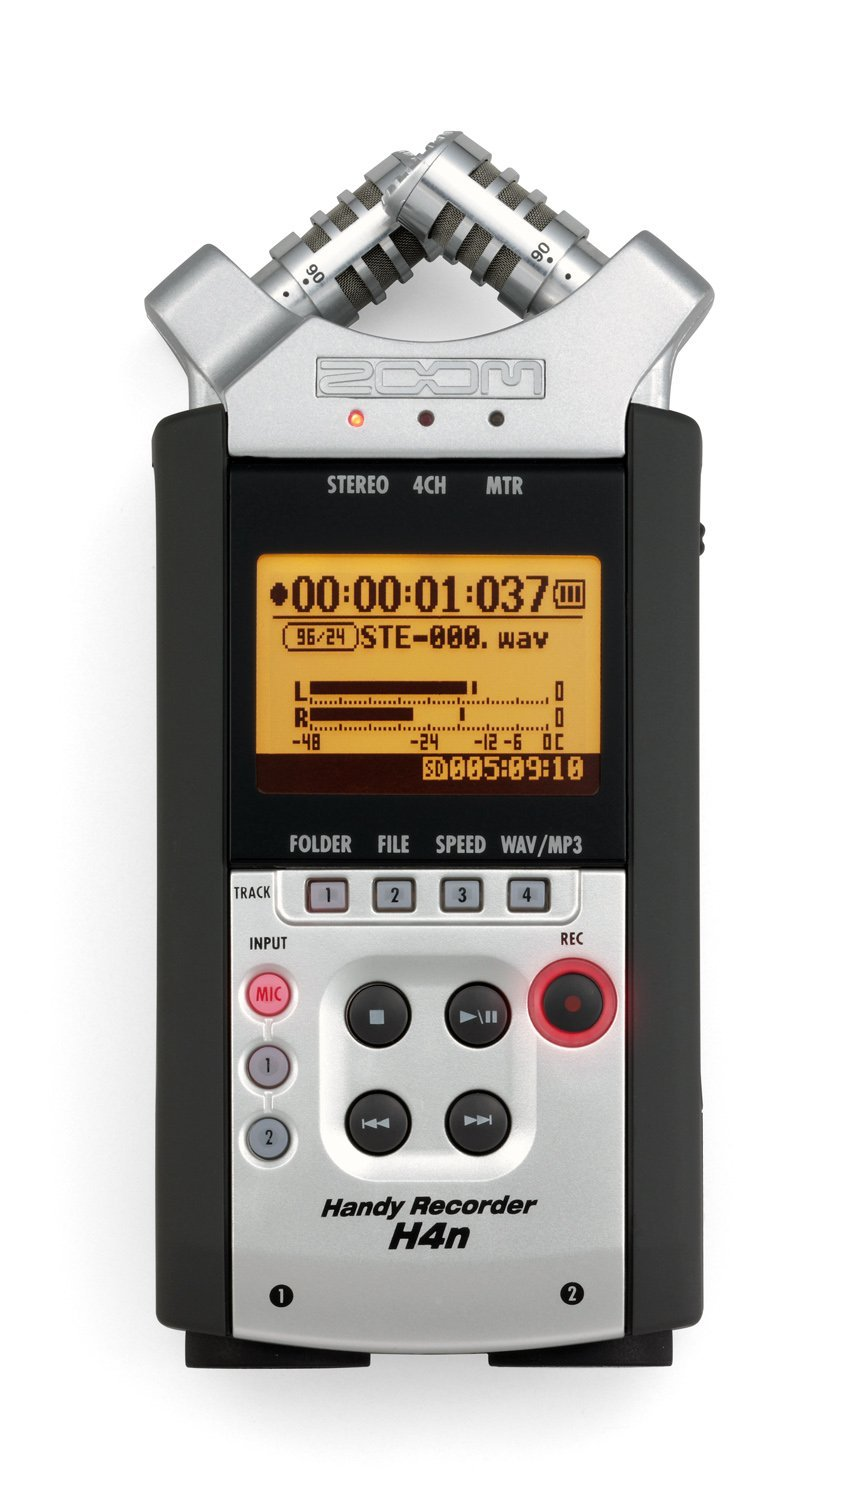 90 90
ZOOM
STEREO 4CH MTR
00:00:01:037
96/24 STE-000.wav
L 0
R 0
-48 -24 -12 -6 0C
SD 005:09:10
FOLDER FILE SPEED WAV/MP3
TRACK 1 2 3 4
INPUT REC
MIC
1
2
Handy Recorder
H4n
1 2